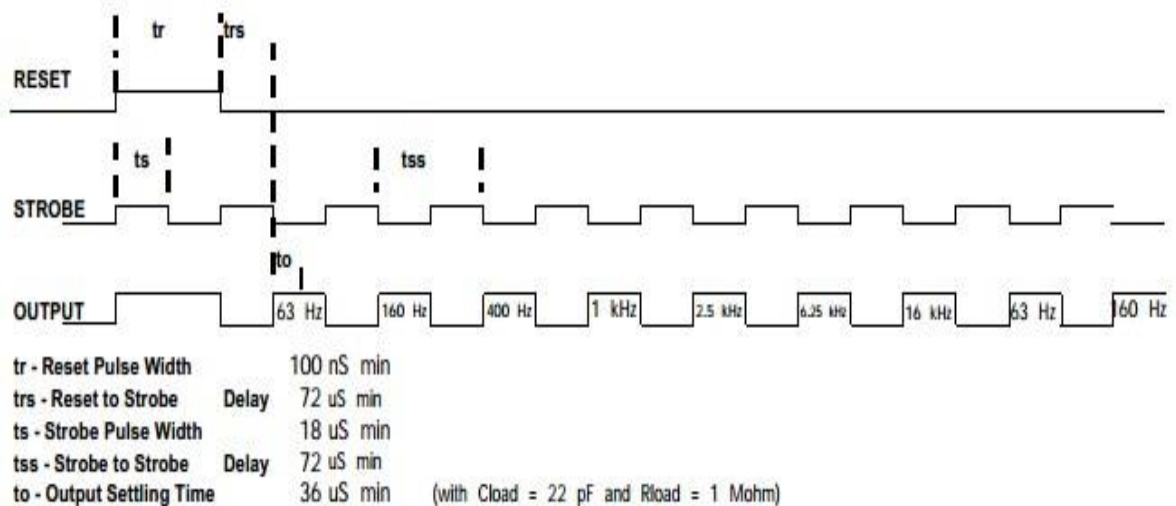 tr trs
RESET
ts tss
STROBE
to
OUTPUT 63 Hz 160 Hz 400 Hz 1 kHz 2.5 kHz 6.25 kHz 16 kHz 63 Hz 160 Hz
tr - Reset Pulse Width 100 nS min
trs - Reset to Strobe Delay 72 uS min
ts - Strobe Pulse Width 18 uS min
tss - Strobe to Strobe Delay 72 uS min
to - Output Settling Time 36 uS min (with Cload = 22 pF and Rload = 1 Mohm)